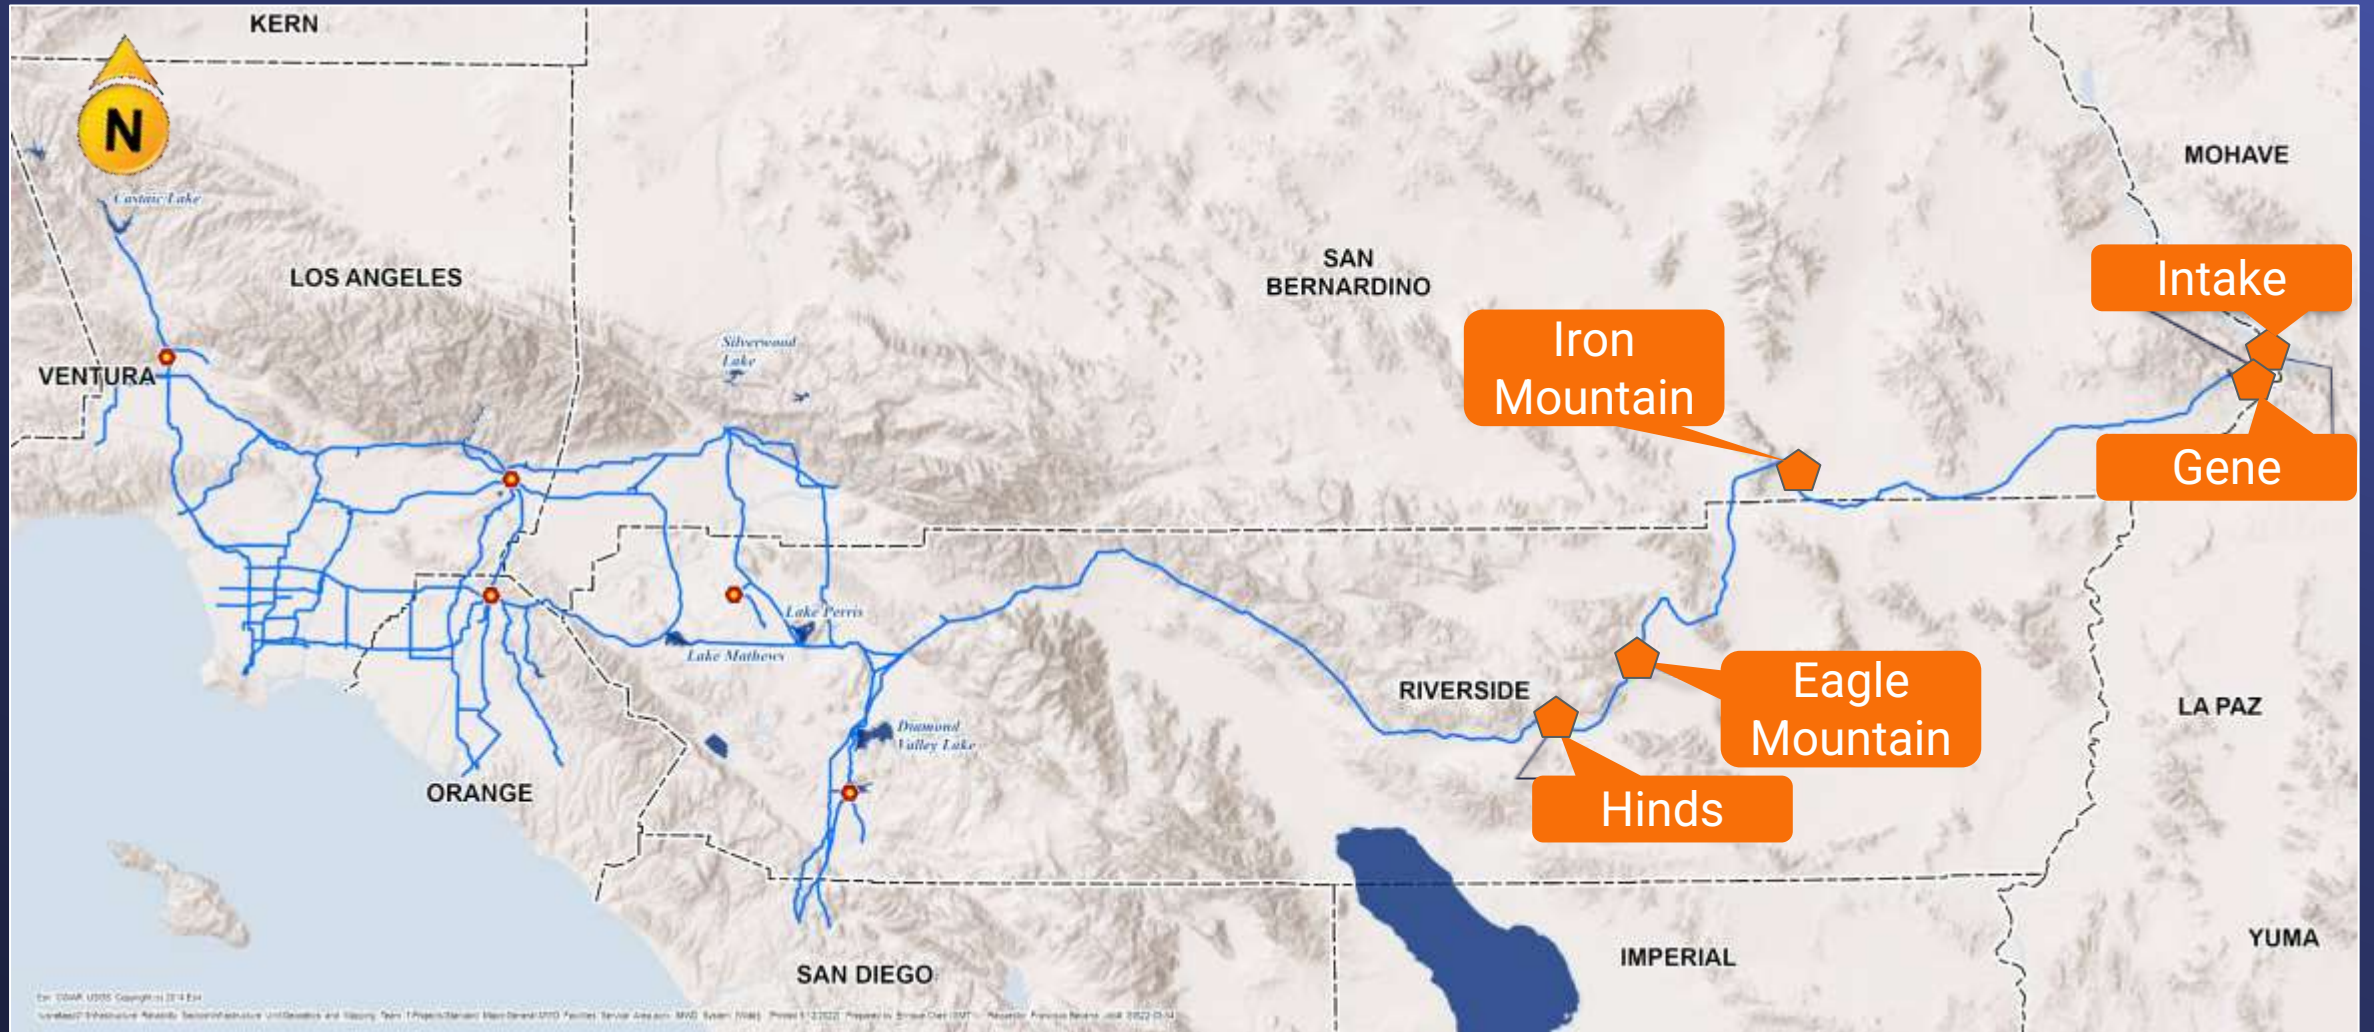 KERN
N
MOHAVE
Castaic Lake
LOS ANGELES
SAN
BERNARDINO
Intake
Iron
Mountain
Silverwood
Lake
VENTURA
Gene
Lake Perris
Lake Mathews
RIVERSIDE
Eagle
Mountain
LA PAZ
Diamond
Valley Lake
ORANGE
Hinds
SAN DIEGO
IMPERIAL
YUMA